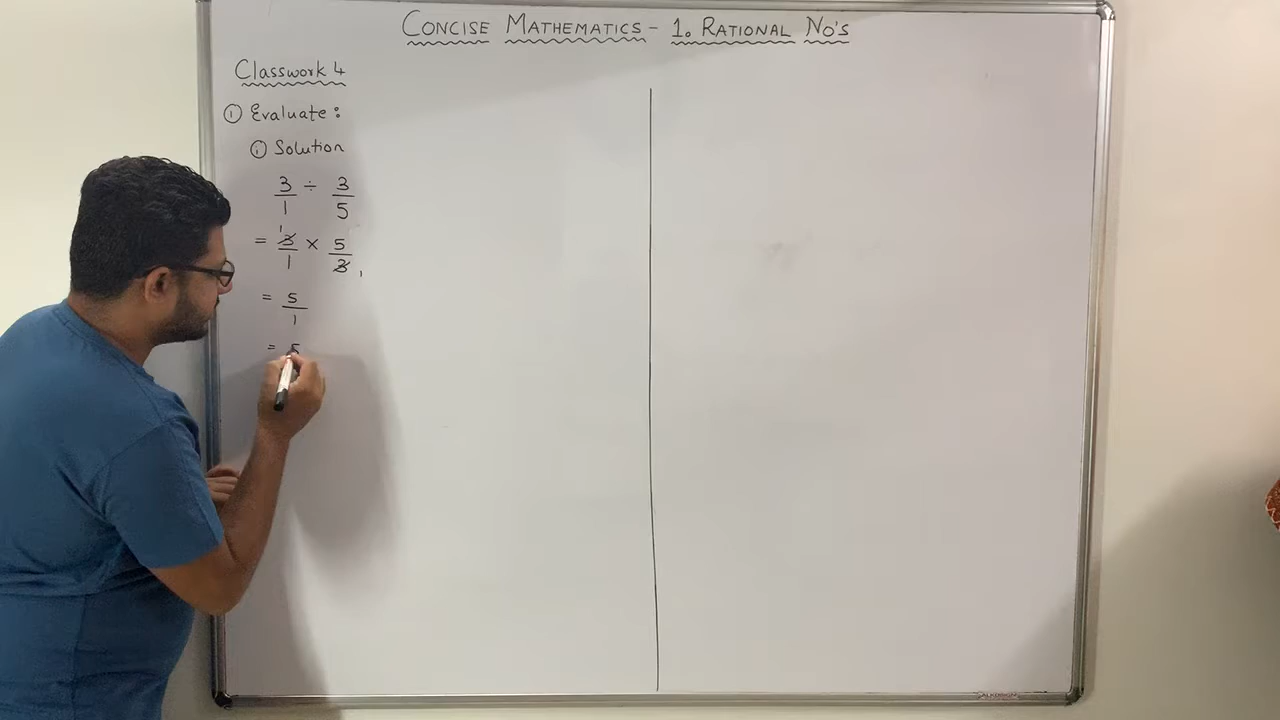 CONCISE MATHEMATICS - 1. RATIONAL NO'S
Classwork 4
① Evaluate:
ⓘ Solution
3/1 ÷ 3/5
= 3/1 × 5/3
1 1
= 5/1
= 5